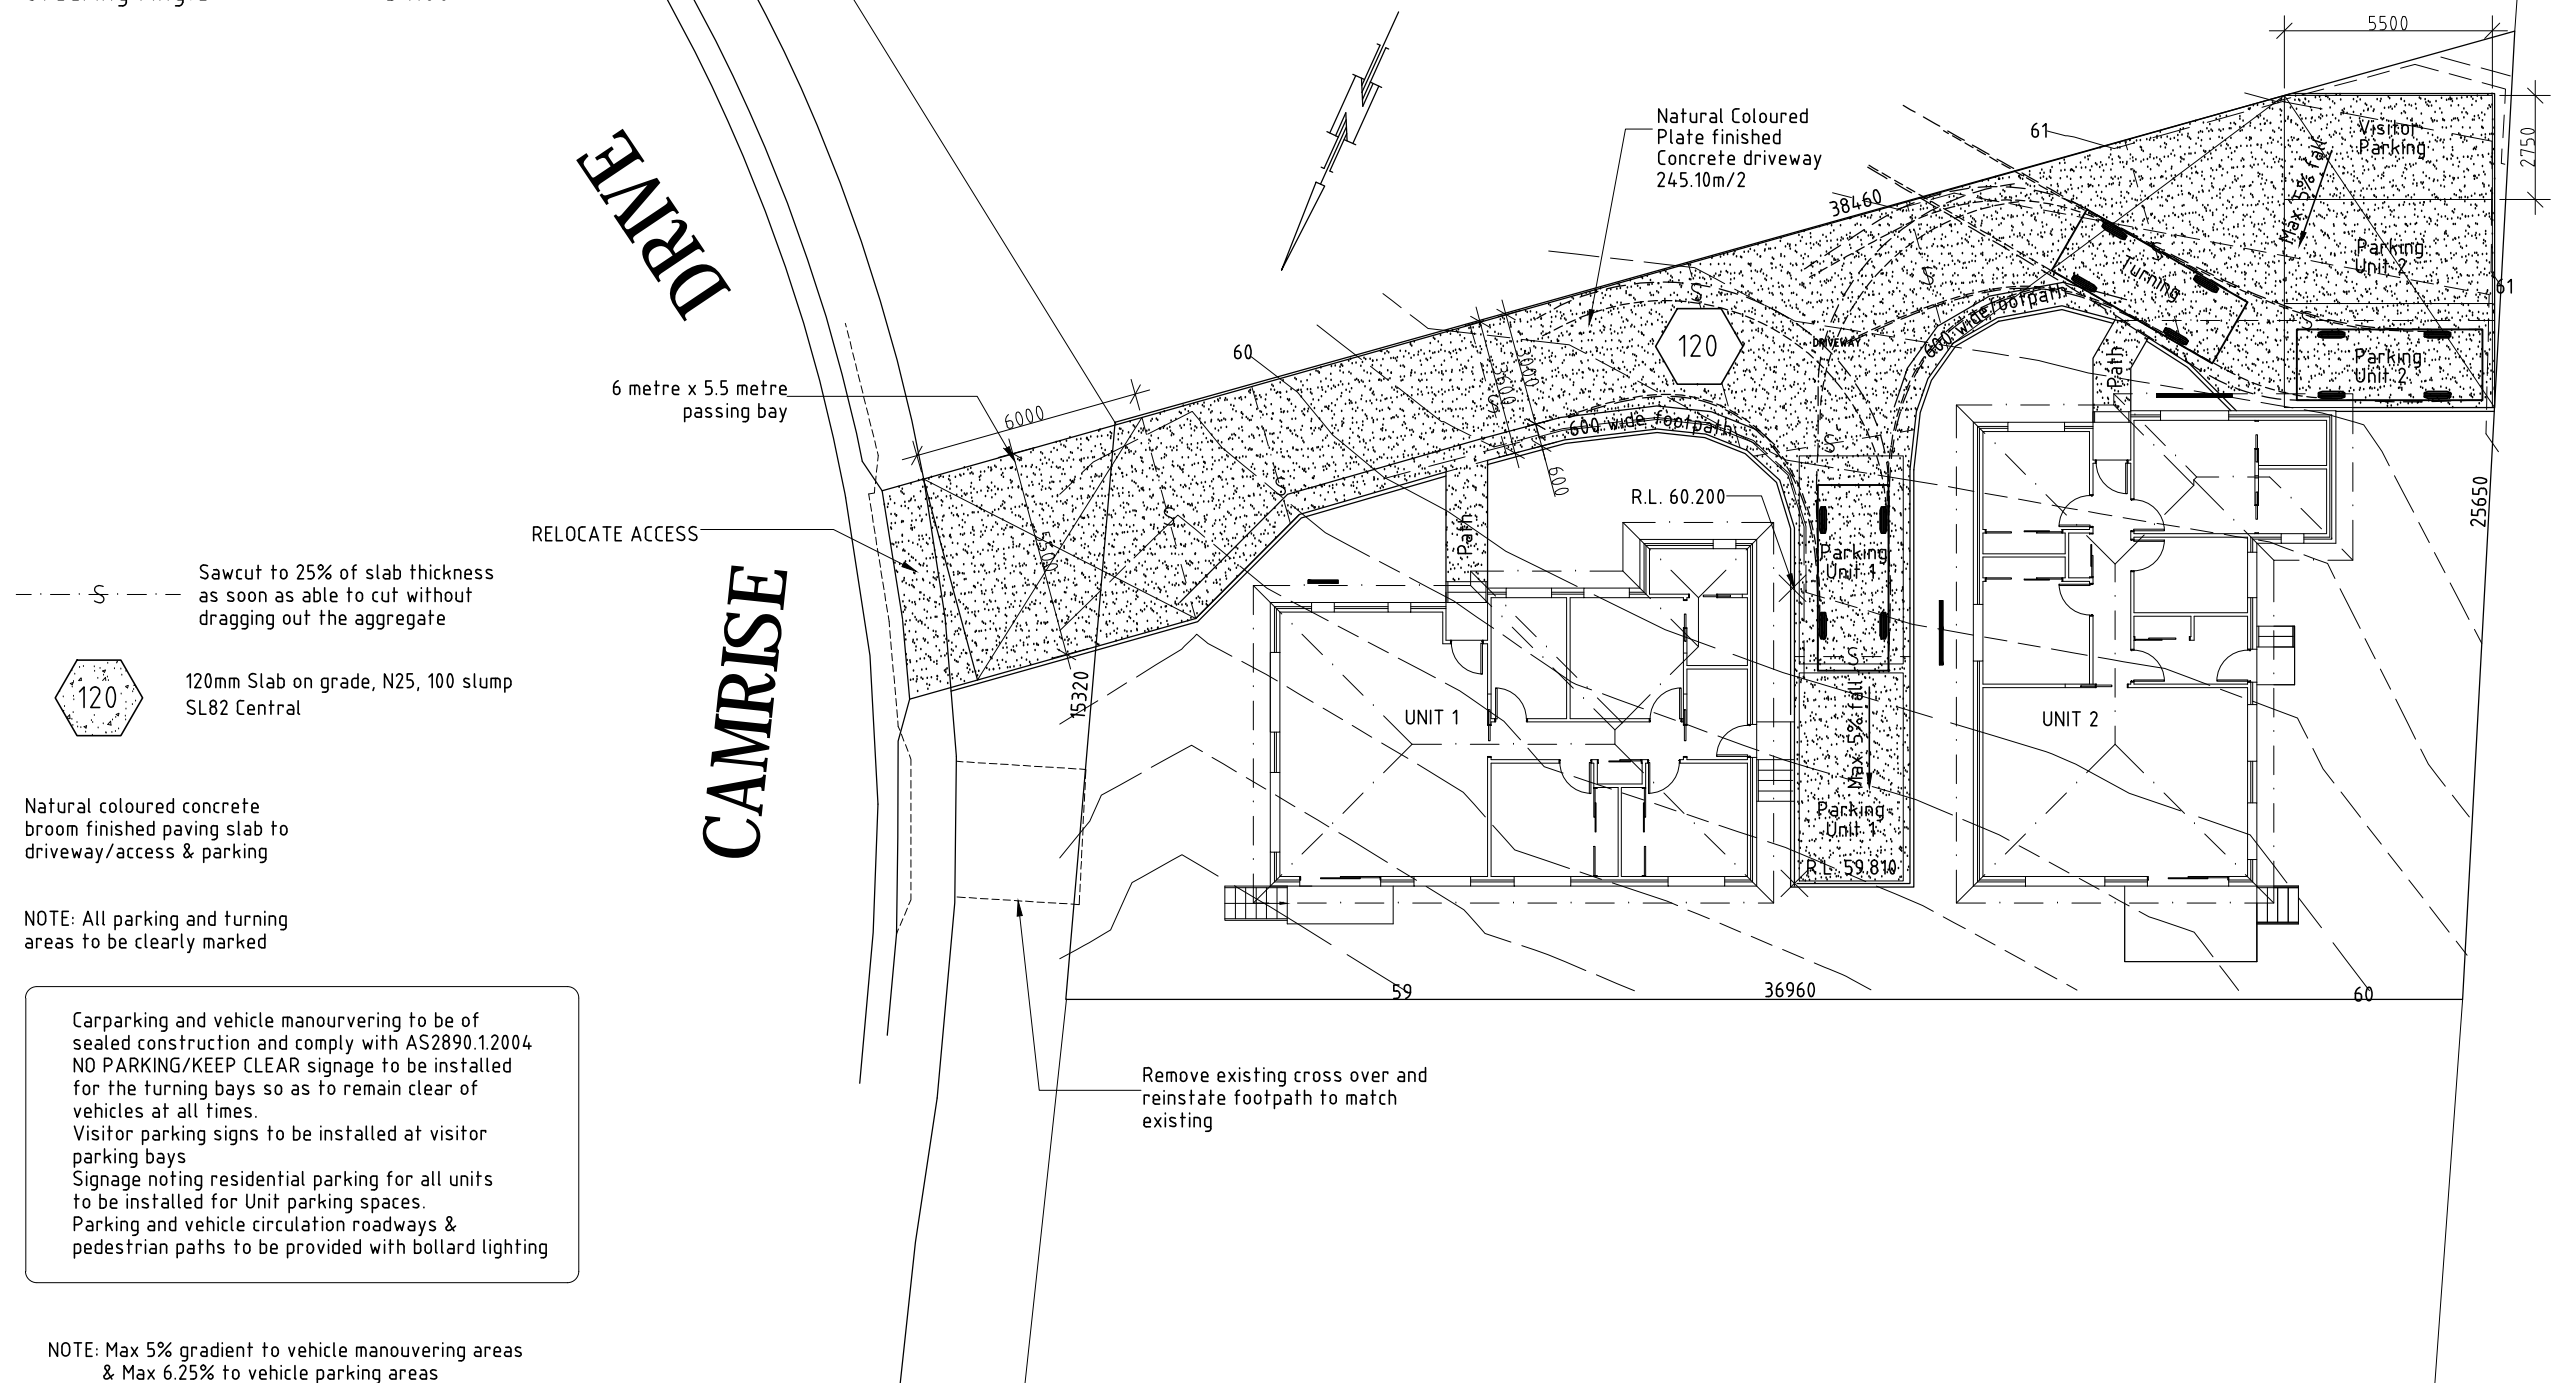 5500
2750
Natural Coloured
Plate finished
Concrete driveway
245.10m/2
61
Visitor
Parking
Max 5% fall
38460
Parking
Unit 2
61
Turning
DRIVE
60
120
DRIVEWAY
600 wide footpath
3000
3600
Parking
Unit 2
Path
6 metre x 5.5 metre
passing bay
6000
600 wide footpath
600
R.L. 60.200
25650
S
S
S
S
S
S
S
S
S
RELOCATE ACCESS
5500
Path
Parking
Unit 1
S
Sawcut to 25% of slab thickness
as soon as able to cut without
dragging out the aggregate
120
120mm Slab on grade, N25, 100 slump
SL82 Central
15320
CAMRISE
UNIT 1
Max 5% fall
UNIT 2
Parking
Unit 1
R.L. 59.810
Natural coloured concrete
broom finished paving slab to
driveway/access & parking
NOTE: All parking and turning
areas to be clearly marked
59
36960
60
Carparking and vehicle manourvering to be of
sealed construction and comply with AS2890.1.2004
NO PARKING/KEEP CLEAR signage to be installed
for the turning bays so as to remain clear of
vehicles at all times.
Visitor parking signs to be installed at visitor
parking bays
Signage noting residential parking for all units
to be installed for Unit parking spaces.
Parking and vehicle circulation roadways &
pedestrian paths to be provided with bollard lighting
Remove existing cross over and
reinstate footpath to match
existing
NOTE: Max 5% gradient to vehicle manouvering areas
& Max 6.25% to vehicle parking areas